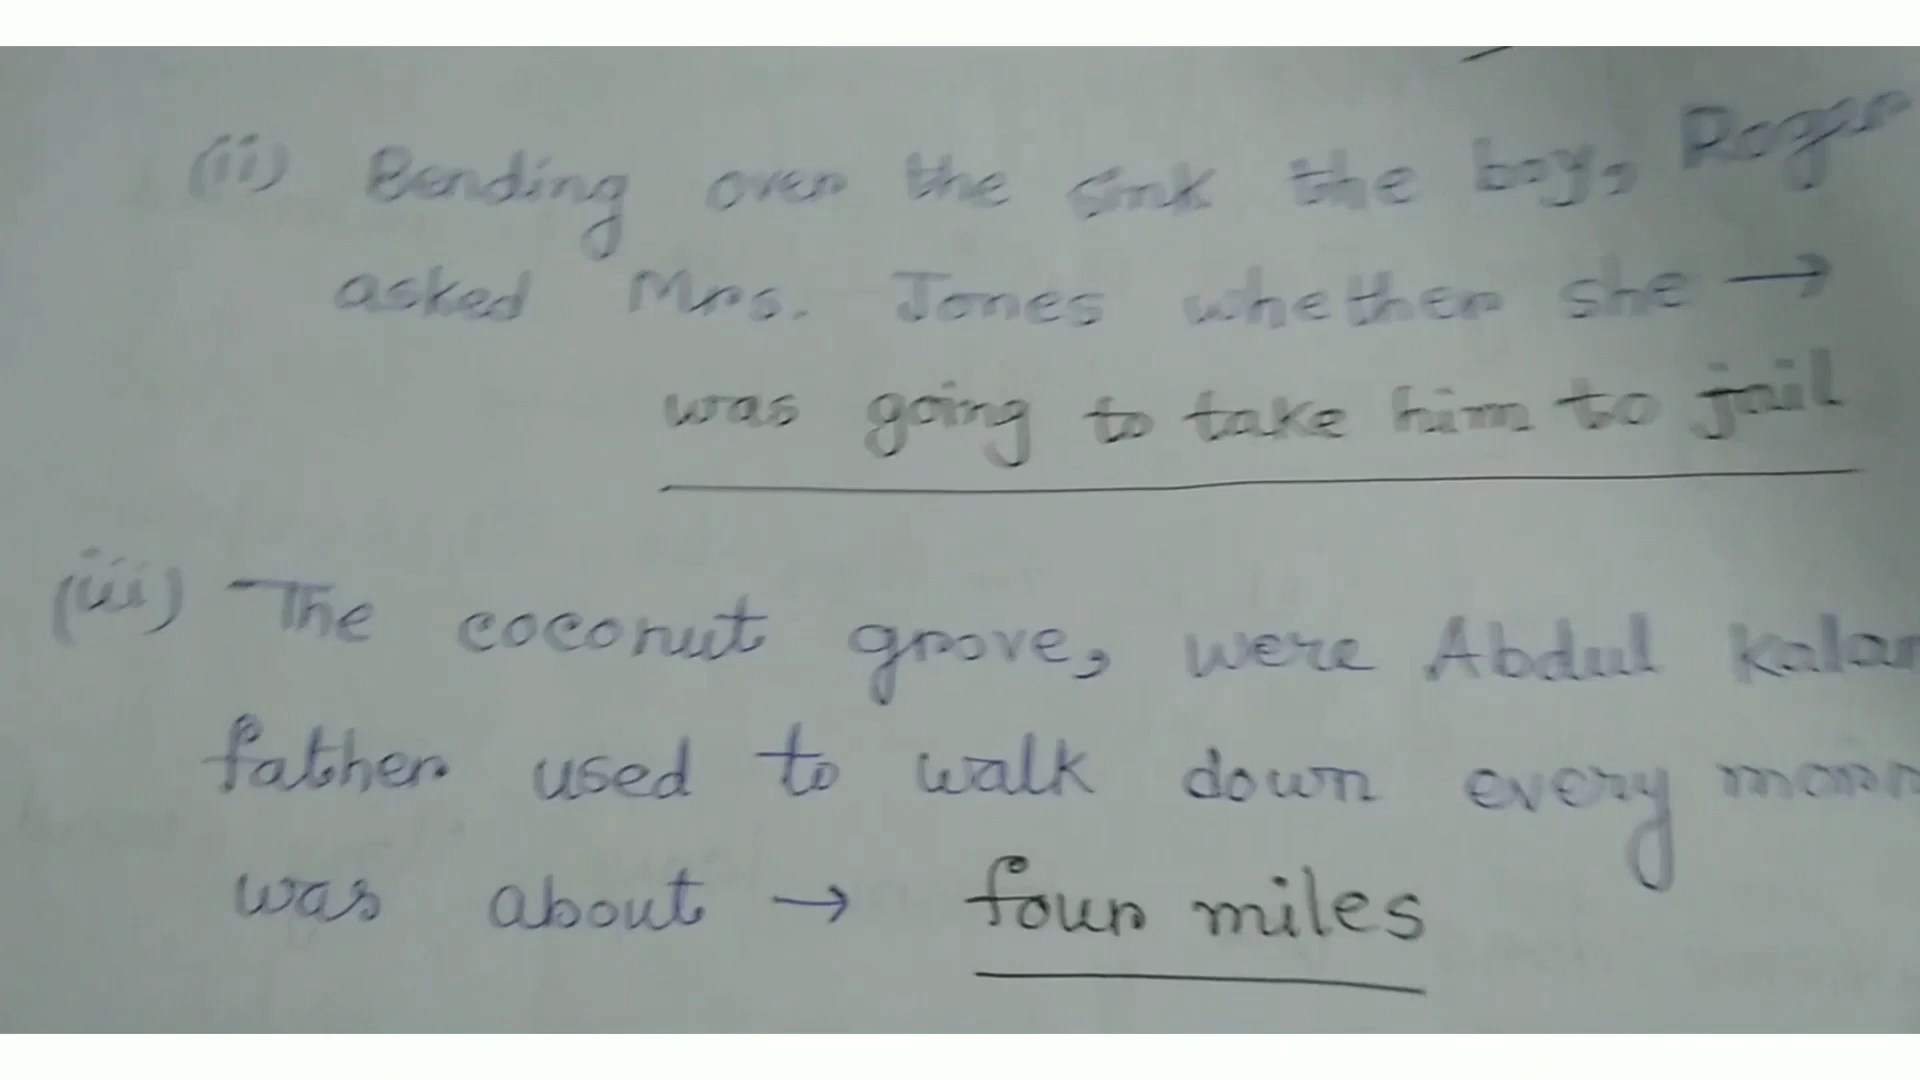 (ii) Bending over the sink the boy, Roger
asked Mrs. Jones whether she →
was going to take him to jail
(iii) The coconut grove, were Abdul Kalam
father used to walk down every morn
was about → four miles